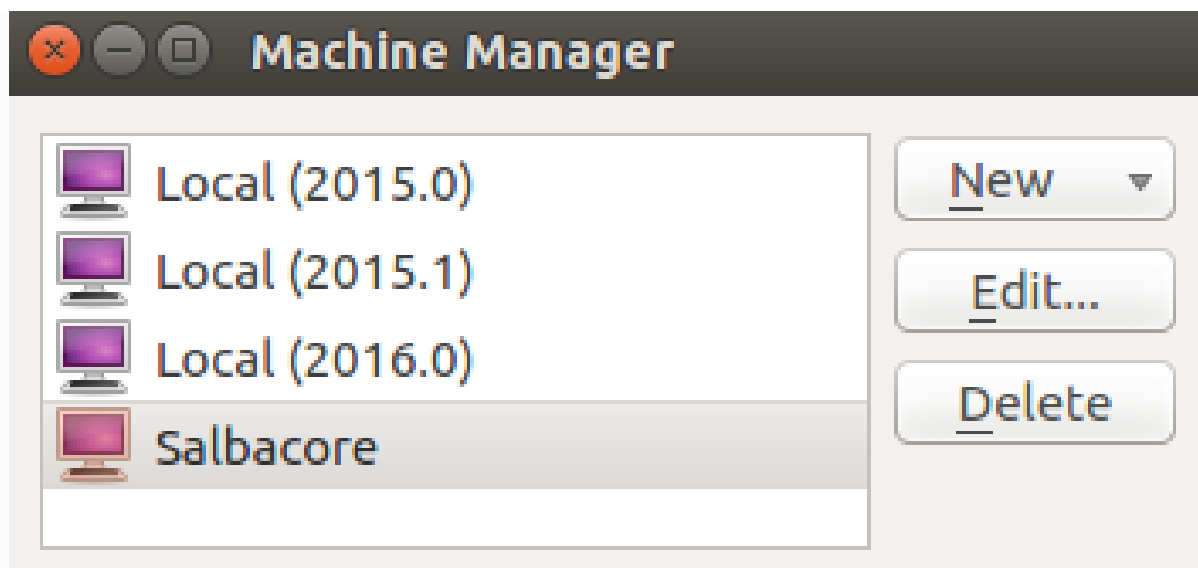 Machine Manager
Local (2015.0)
Local (2015.1)
Local (2016.0)
Salbacore
New
Edit...
Delete